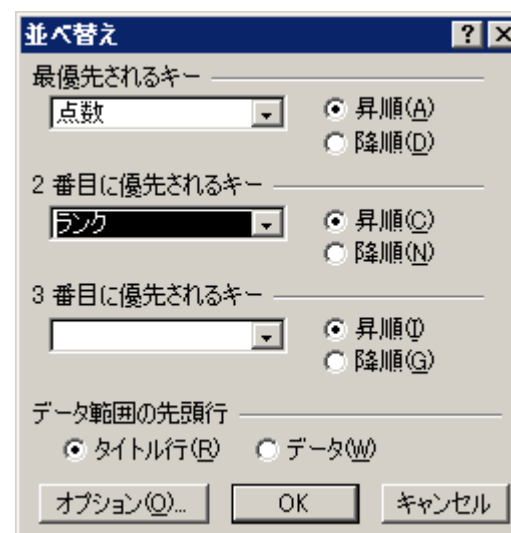 並べ替え
最優先されるキー
点数
昇順(A)
降順(D)
2 番目に優先されるキー
ランク
昇順(C)
降順(N)
3 番目に優先されるキー
昇順(I)
降順(G)
データ範囲の先頭行
タイトル行(R) データ(W)
オプション(O)... OK キャンセル